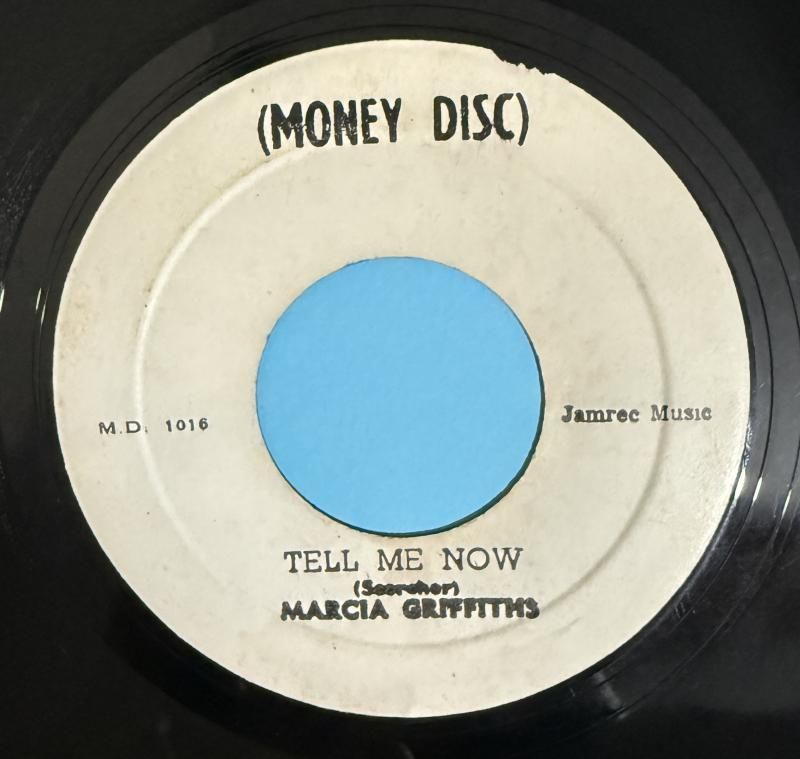 (MONEY DISC)
M.D. 1016
Jamrec Music
TELL ME NOW
(Scorcher)
MARCIA GRIFFITHS